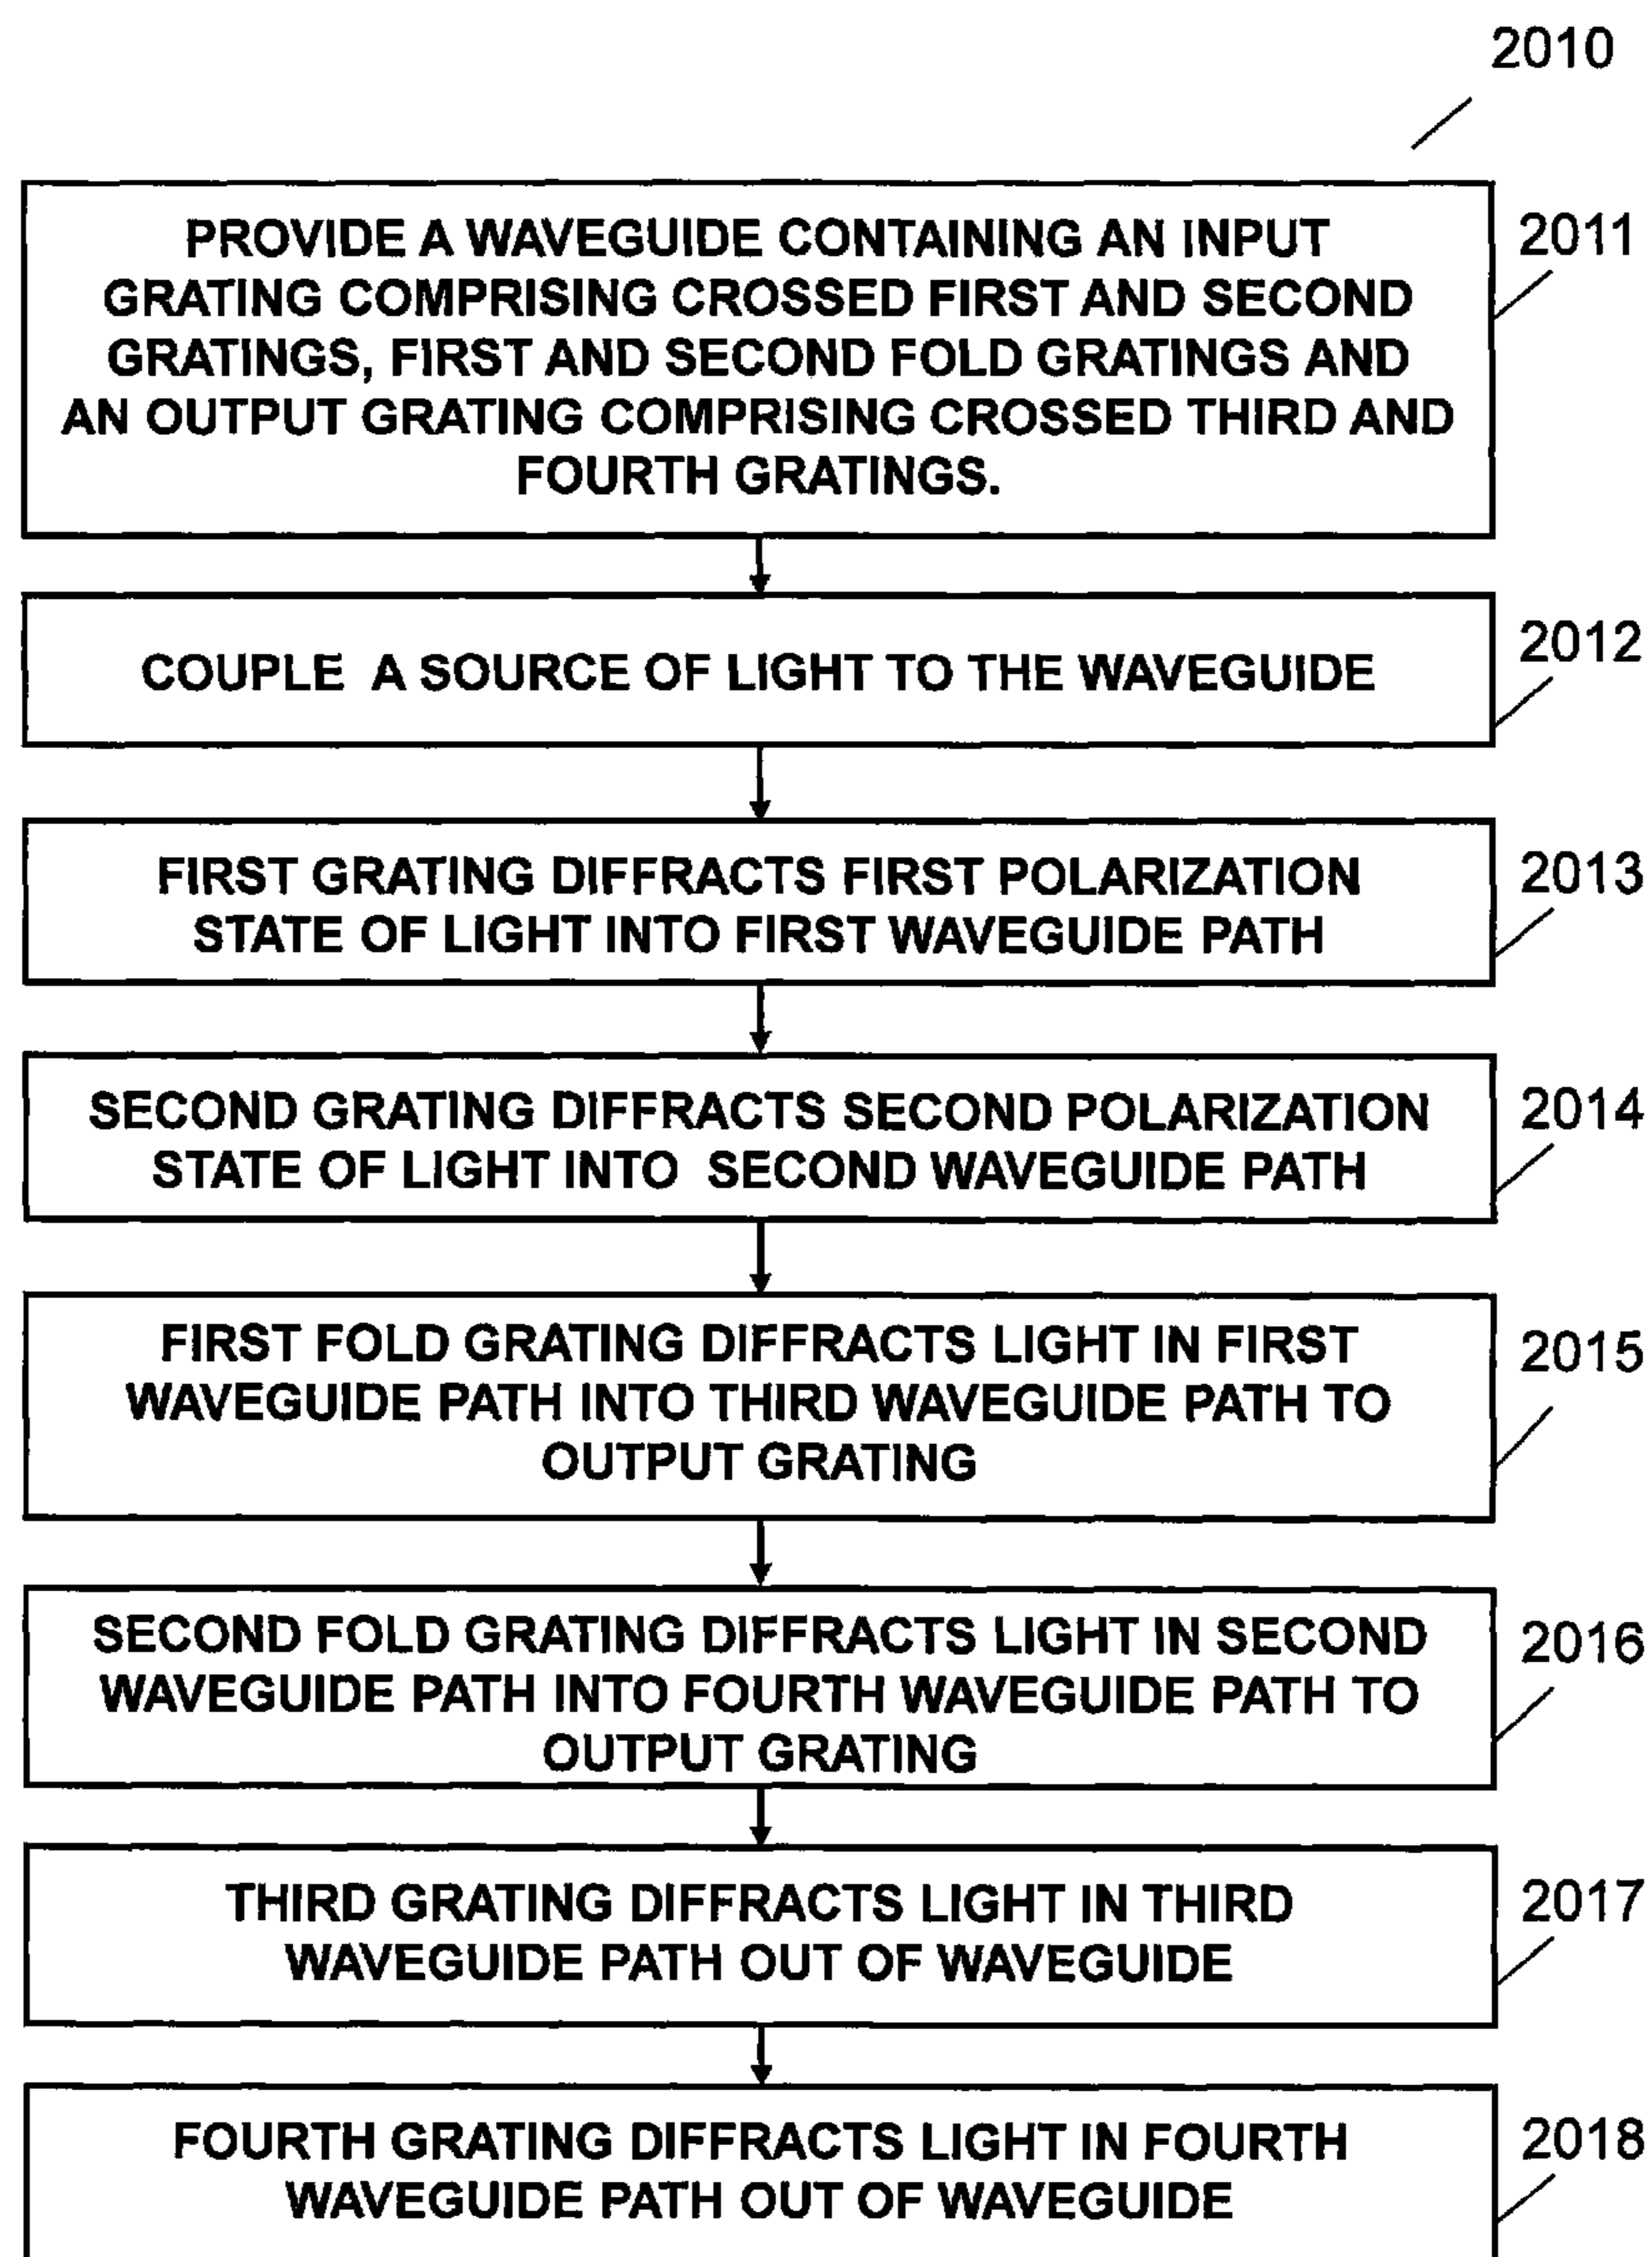 2010
PROVIDE A WAVEGUIDE CONTAINING AN INPUT
GRATING COMPRISING CROSSED FIRST AND SECOND
GRATINGS, FIRST AND SECOND FOLD GRATINGS AND
AN OUTPUT GRATING COMPRISING CROSSED THIRD AND
FOURTH GRATINGS.
2011
COUPLE A SOURCE OF LIGHT TO THE WAVEGUIDE
2012
FIRST GRATING DIFFRACTS FIRST POLARIZATION
STATE OF LIGHT INTO FIRST WAVEGUIDE PATH
2013
SECOND GRATING DIFFRACTS SECOND POLARIZATION
STATE OF LIGHT INTO SECOND WAVEGUIDE PATH
2014
FIRST FOLD GRATING DIFFRACTS LIGHT IN FIRST
WAVEGUIDE PATH INTO THIRD WAVEGUIDE PATH TO
OUTPUT GRATING
2015
SECOND FOLD GRATING DIFFRACTS LIGHT IN SECOND
WAVEGUIDE PATH INTO FOURTH WAVEGUIDE PATH TO
OUTPUT GRATING
2016
THIRD GRATING DIFFRACTS LIGHT IN THIRD
WAVEGUIDE PATH OUT OF WAVEGUIDE
2017
FOURTH GRATING DIFFRACTS LIGHT IN FOURTH
WAVEGUIDE PATH OUT OF WAVEGUIDE
2018